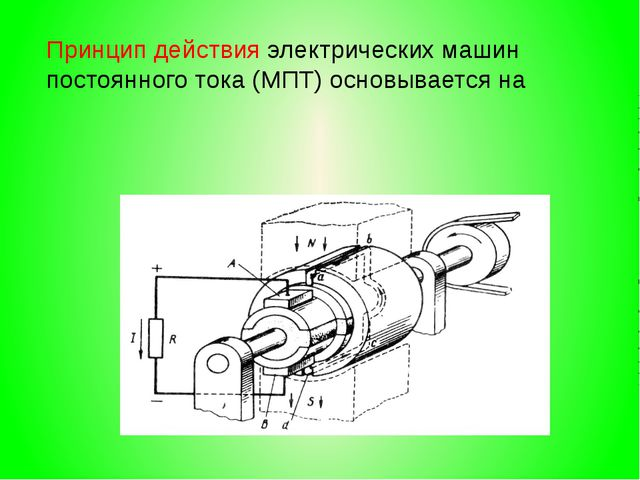 Принцип действия электрических машин
постоянного тока (МПТ) основывается на
N
b
A
a
+
I
R
c
—
S
B
d